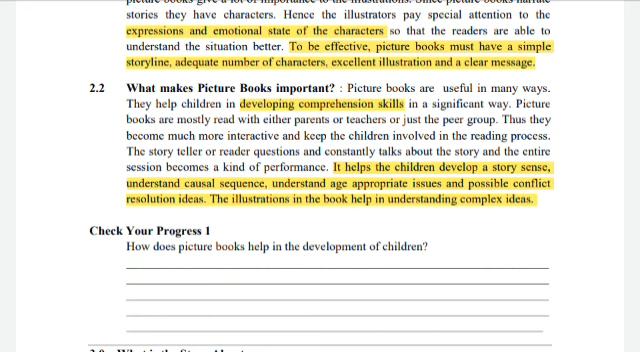 picture books give a lot of importance to the illustrations. Since picture books narrate
stories they have characters. Hence the illustrators pay special attention to the
expressions and emotional state of the characters so that the readers are able to
understand the situation better. To be effective, picture books must have a simple
storyline, adequate number of characters, excellent illustration and a clear message.
2.2 What makes Picture Books important? : Picture books are useful in many ways.
They help children in developing comprehension skills in a significant way. Picture
books are mostly read with either parents or teachers or just the peer group. Thus they
become much more interactive and keep the children involved in the reading process.
The story teller or reader questions and constantly talks about the story and the entire
session becomes a kind of performance. It helps the children develop a story sense,
understand causal sequence, understand age appropriate issues and possible conflict
resolution ideas. The illustrations in the book help in understanding complex ideas.
Check Your Progress 1
How does picture books help in the development of children?